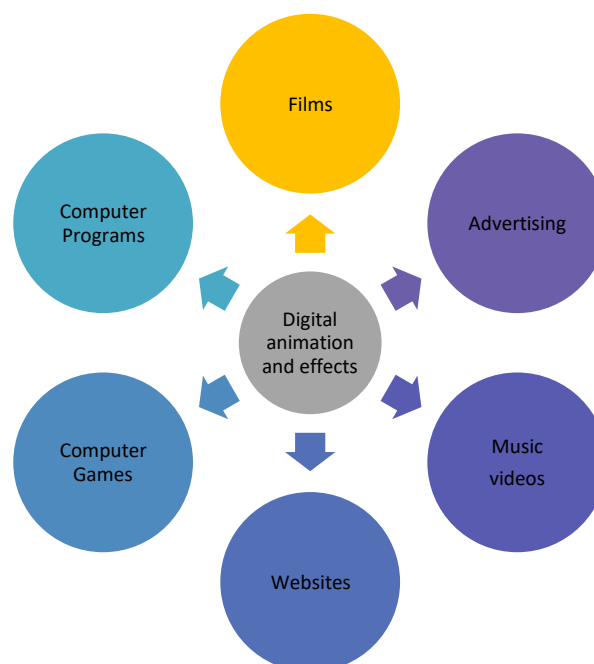 Films
Computer
Programs
Advertising
Digital
animation
and effects
Computer
Games
Music
videos
Websites